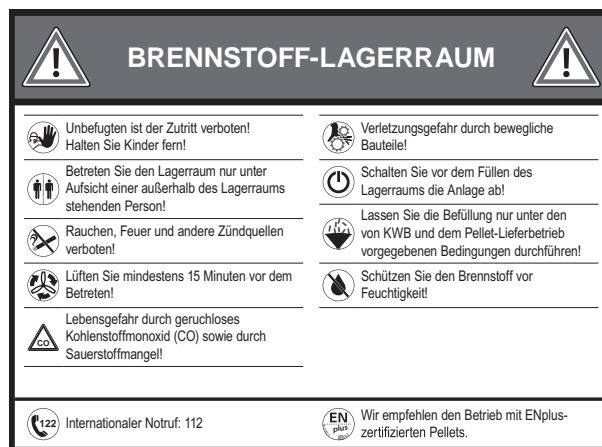 BRENNSTOFF-LAGERRAUM
Unbefugten ist der Zutritt verboten!
Halten Sie Kinder fern!
Betreten Sie den Lagerraum nur unter
Aufsicht einer außerhalb des Lagerraums
stehenden Person!
Rauchen, Feuer und andere Zündquellen
verboten!
Lüften Sie mindestens 15 Minuten vor dem
Betreten!
CO
Lebensgefahr durch geruchloses
Kohlenstoffmonoxid (CO) sowie durch
Sauerstoffmangel!
Verletzungsgefahr durch bewegliche
Bauteile!
Schalten Sie vor dem Füllen des
Lagerraums die Anlage ab!
Lassen Sie die Befüllung nur unter den
von KWB und dem Pellet-Lieferbetrieb
vorgegebenen Bedingungen durchführen!
Schützen Sie den Brennstoff vor
Feuchtigkeit!
122
Internationaler Notruf: 112
EN
plus
Wir empfehlen den Betrieb mit ENplus-
zertifizierten Pellets.